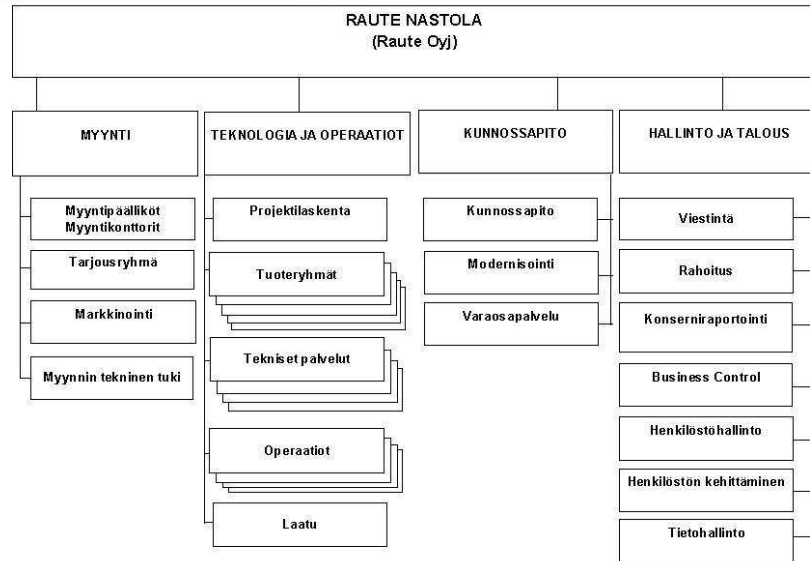 RAUTE NASTOLA
(Raute Oyj)
MYYNTI
Myyntipäälliköt
Myyntikonttorit
Tarjousryhmä
Markkinointi
Myynnin tekninen tuki
TEKNOLOGIA JA OPERAATIOT
Projektilaskenta
Tuoteryhmät
Tekniset palvelut
Operaatiot
Laatu
KUNNOSSAPITO
Kunnossapito
Modernisointi
Varaosapalvelu
HALLINTO JA TALOUS
Viestintä
Rahoitus
Konserniraportointi
Business Control
Henkilöstöhallinto
Henkilöstön kehittäminen
Tietohallinto